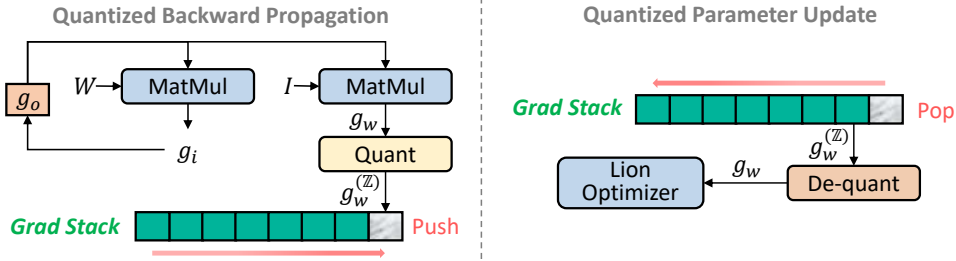 Quantized Backward Propagation
g_o
W
MatMul
I
MatMul
g_w
g_i
Quant
g_w^(ℤ)
Grad Stack
Push
Quantized Parameter Update
Grad Stack
Pop
g_w^(ℤ)
Lion
Optimizer
g_w
De-quant